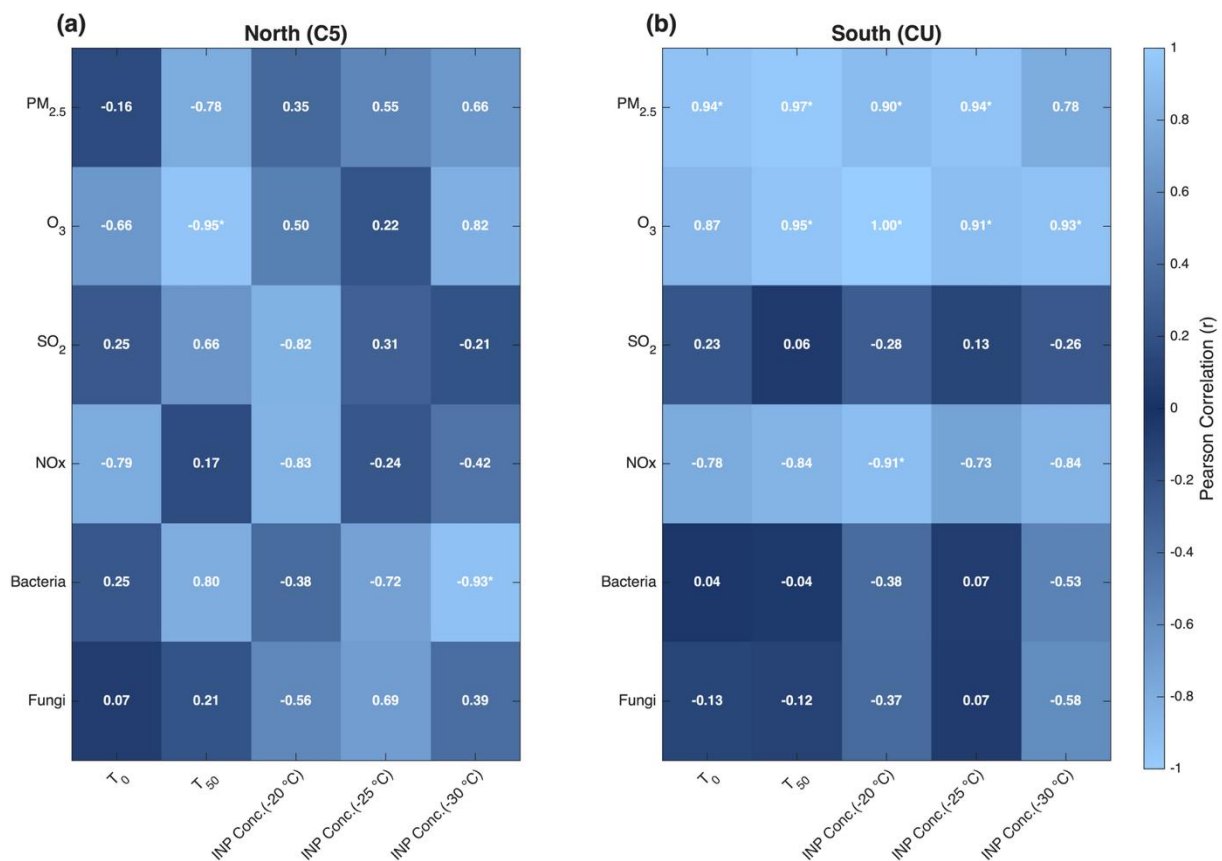 (a)
North (C5)
(b)
South (CU)
PM2.5 -0.16 -0.78 0.35 0.55 0.66
O3 -0.66 -0.95* 0.50 0.22 0.82
SO2 0.25 0.66 -0.82 0.31 -0.21
NOx -0.79 0.17 -0.83 -0.24 -0.42
Bacteria 0.25 0.80 -0.38 -0.72 -0.93*
Fungi 0.07 0.21 -0.56 0.69 0.39
T0
T50
INP Conc.(-20 °C)
INP Conc.(-25 °C)
INP Conc.(-30 °C)
PM2.5 0.94* 0.97* 0.90* 0.94* 0.78
O3 0.87 0.95* 1.00* 0.91* 0.93*
SO2 0.23 0.06 -0.28 0.13 -0.26
NOx -0.78 -0.84 -0.91* -0.73 -0.84
Bacteria 0.04 -0.04 -0.38 0.07 -0.53
Fungi -0.13 -0.12 -0.37 0.07 -0.58
T0
T50
INP Conc.(-20 °C)
INP Conc.(-25 °C)
INP Conc.(-30 °C)
1
0.8
0.6
0.4
0.2
0
-0.2
-0.4
-0.6
-0.8
-1
Pearson Correlation (r)